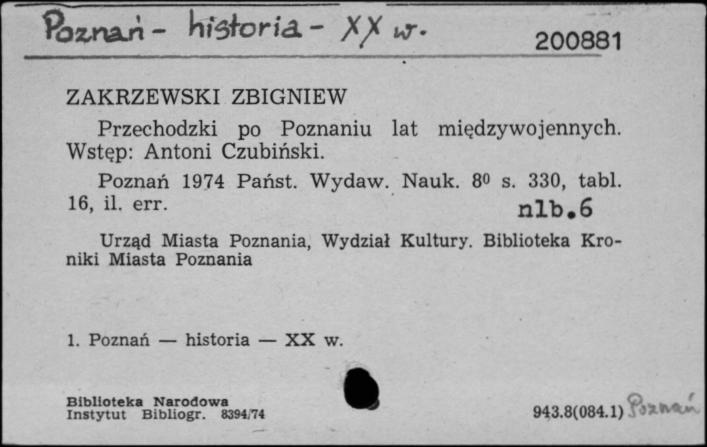 Poznań - historia - XX w.
200881
ZAKRZEWSKI ZBIGNIEW
Przechodzki po Poznaniu lat międzywojennych.
Wstęp: Antoni Czubiński.
Poznań 1974 Państ. Wydaw. Nauk. 8⁰ s. 330, tabl.
16, il. err.
nlb.6
Urząd Miasta Poznania, Wydział Kultury. Biblioteka Kro-
niki Miasta Poznania
1. Poznań — historia — XX w.
Biblioteka Narodowa
Instytut Bibliogr. 8394/74
943.8(084.1) Poznań